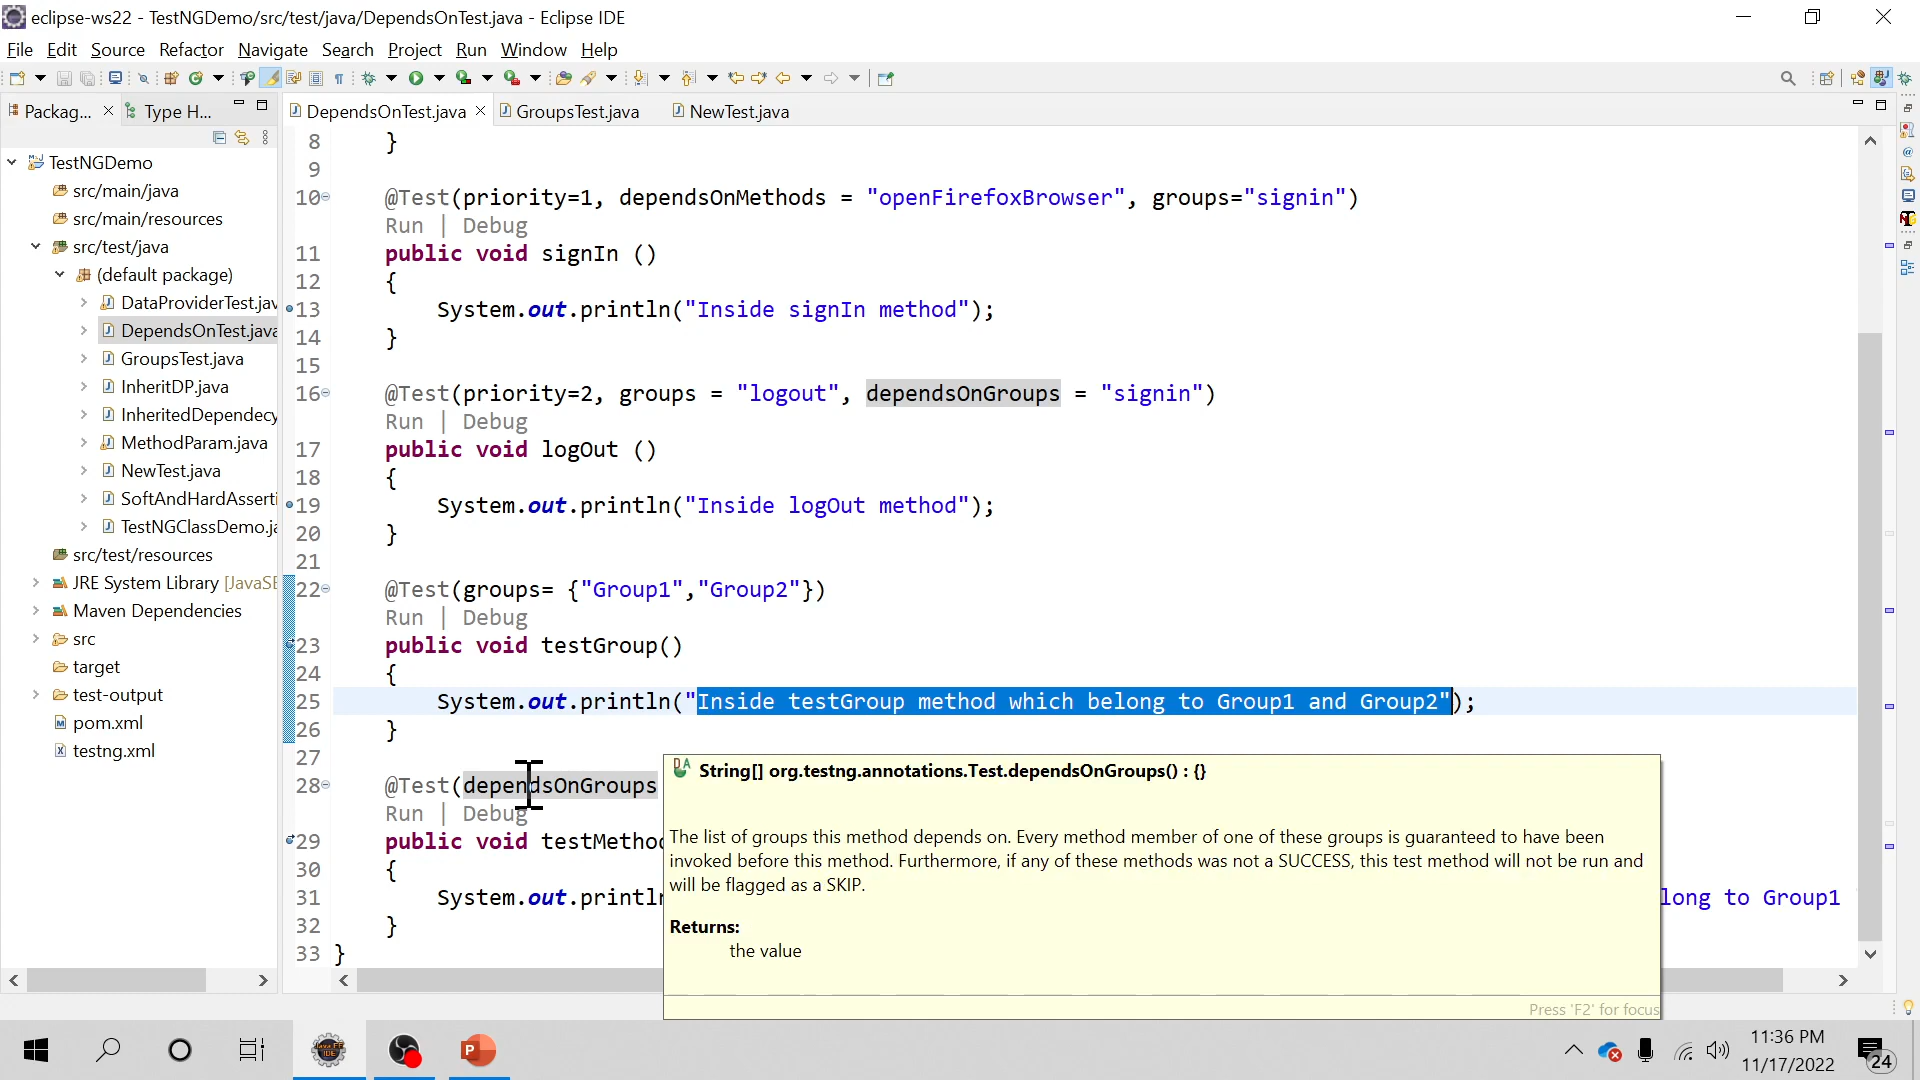 eclipse-ws22 - TestNGDemo/src/test/java/DependsOnTest.java - Eclipse IDE
File Edit Source Refactor Navigate Search Project Run Window Help
Packag... Type H...
DependsOnTest.java GroupsTest.java NewTest.java
TestNGDemo
src/main/java
src/main/resources
src/test/java
(default package)
DataProviderTest.jav
DependsOnTest.java
GroupsTest.java
InheritDP.java
InheritedDependecy
MethodParam.java
NewTest.java
SoftAndHardAsserti
TestNGClassDemo.ja
src/test/resources
JRE System Library [JavaSE
Maven Dependencies
src
target
test-output
pom.xml
testng.xml
8 }
9
10 @Test(priority=1, dependsOnMethods = "openFirefoxBrowser", groups="signin")
Run | Debug
11 public void signIn ()
12 {
13 System.out.println("Inside signIn method");
14 }
15
16 @Test(priority=2, groups = "logout", dependsOnGroups = "signin")
Run | Debug
17 public void logOut ()
18 {
19 System.out.println("Inside logOut method");
20 }
21
22 @Test(groups= {"Group1","Group2"})
Run | Debug
23 public void testGroup()
24 {
25 System.out.println("Inside testGroup method which belong to Group1 and Group2");
26 }
27
28 @Test(dependsOnGroups
Run | Debug
29 public void testMethod
30 {
31 System.out.println long to Group1
32 }
33 }
String[] org.testng.annotations.Test.dependsOnGroups() : {}
The list of groups this method depends on. Every method member of one of these groups is guaranteed to have been
invoked before this method. Furthermore, if any of these methods was not a SUCCESS, this test method will not be run and
will be flagged as a SKIP.
Returns:
the value
Press 'F2' for focus
11:36 PM
11/17/2022
24